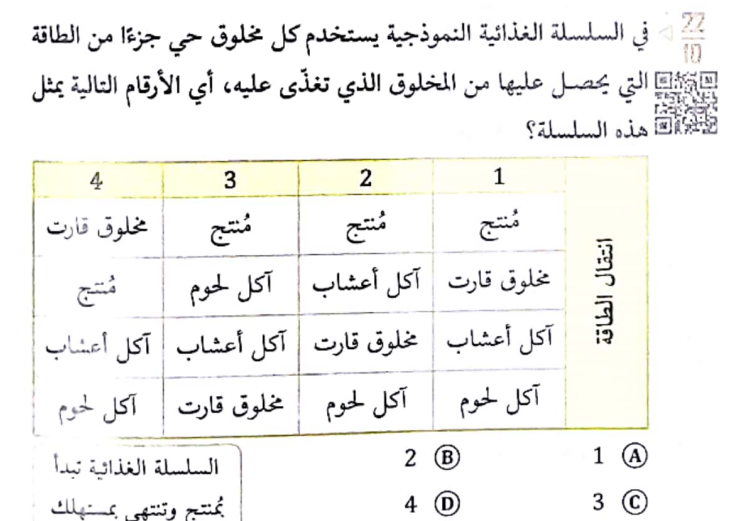 22
10
في السلسلة الغذائية النموذجية يستخدم كل مخلوق حي جزءًا من الطاقة
التي يحصل عليها من المخلوق الذي تغذّى عليه، أي الأرقام التالية يمثل
هذه السلسلة؟
انتقال الطاقة
1 2 3 4
مُنتج مُنتج مُنتج مخلوق قارت
مخلوق قارت آكل أعشاب آكل لحوم مُنتج
آكل أعشاب مخلوق قارت آكل أعشاب آكل أعشاب
آكل لحوم آكل لحوم مخلوق قارت آكل لحوم
A 1 B 2
C 3 D 4
السلسلة الغذائية تبدأ
بمُنتج وتنتهي بمستهلك